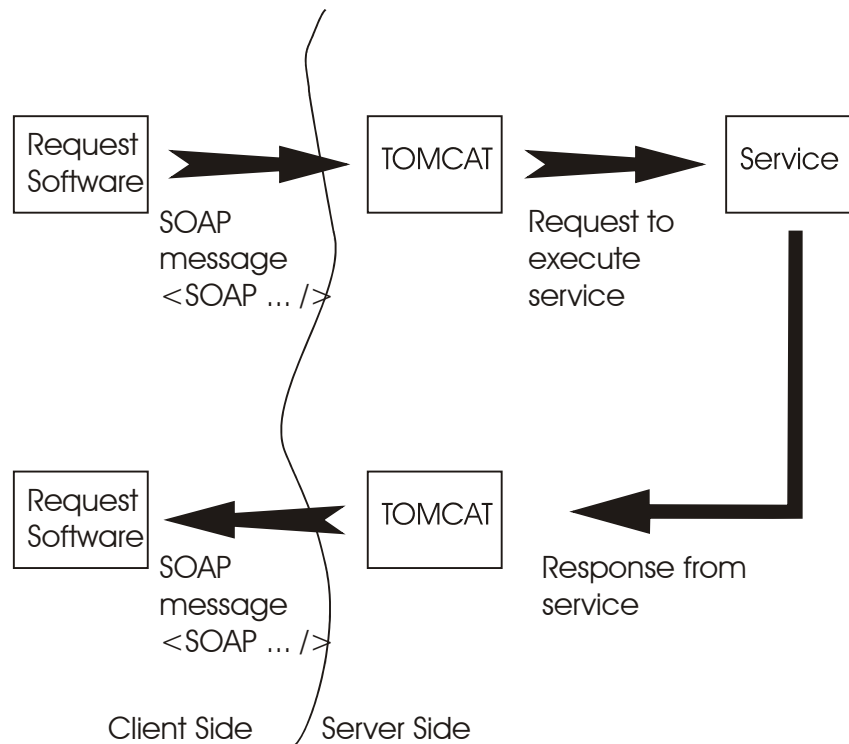 Request
Software
TOMCAT
Service
SOAP
message
<SOAP ... />
Request to
execute
service
Request
Software
TOMCAT
SOAP
message
<SOAP ... />
Response from
service
Client Side
Server Side